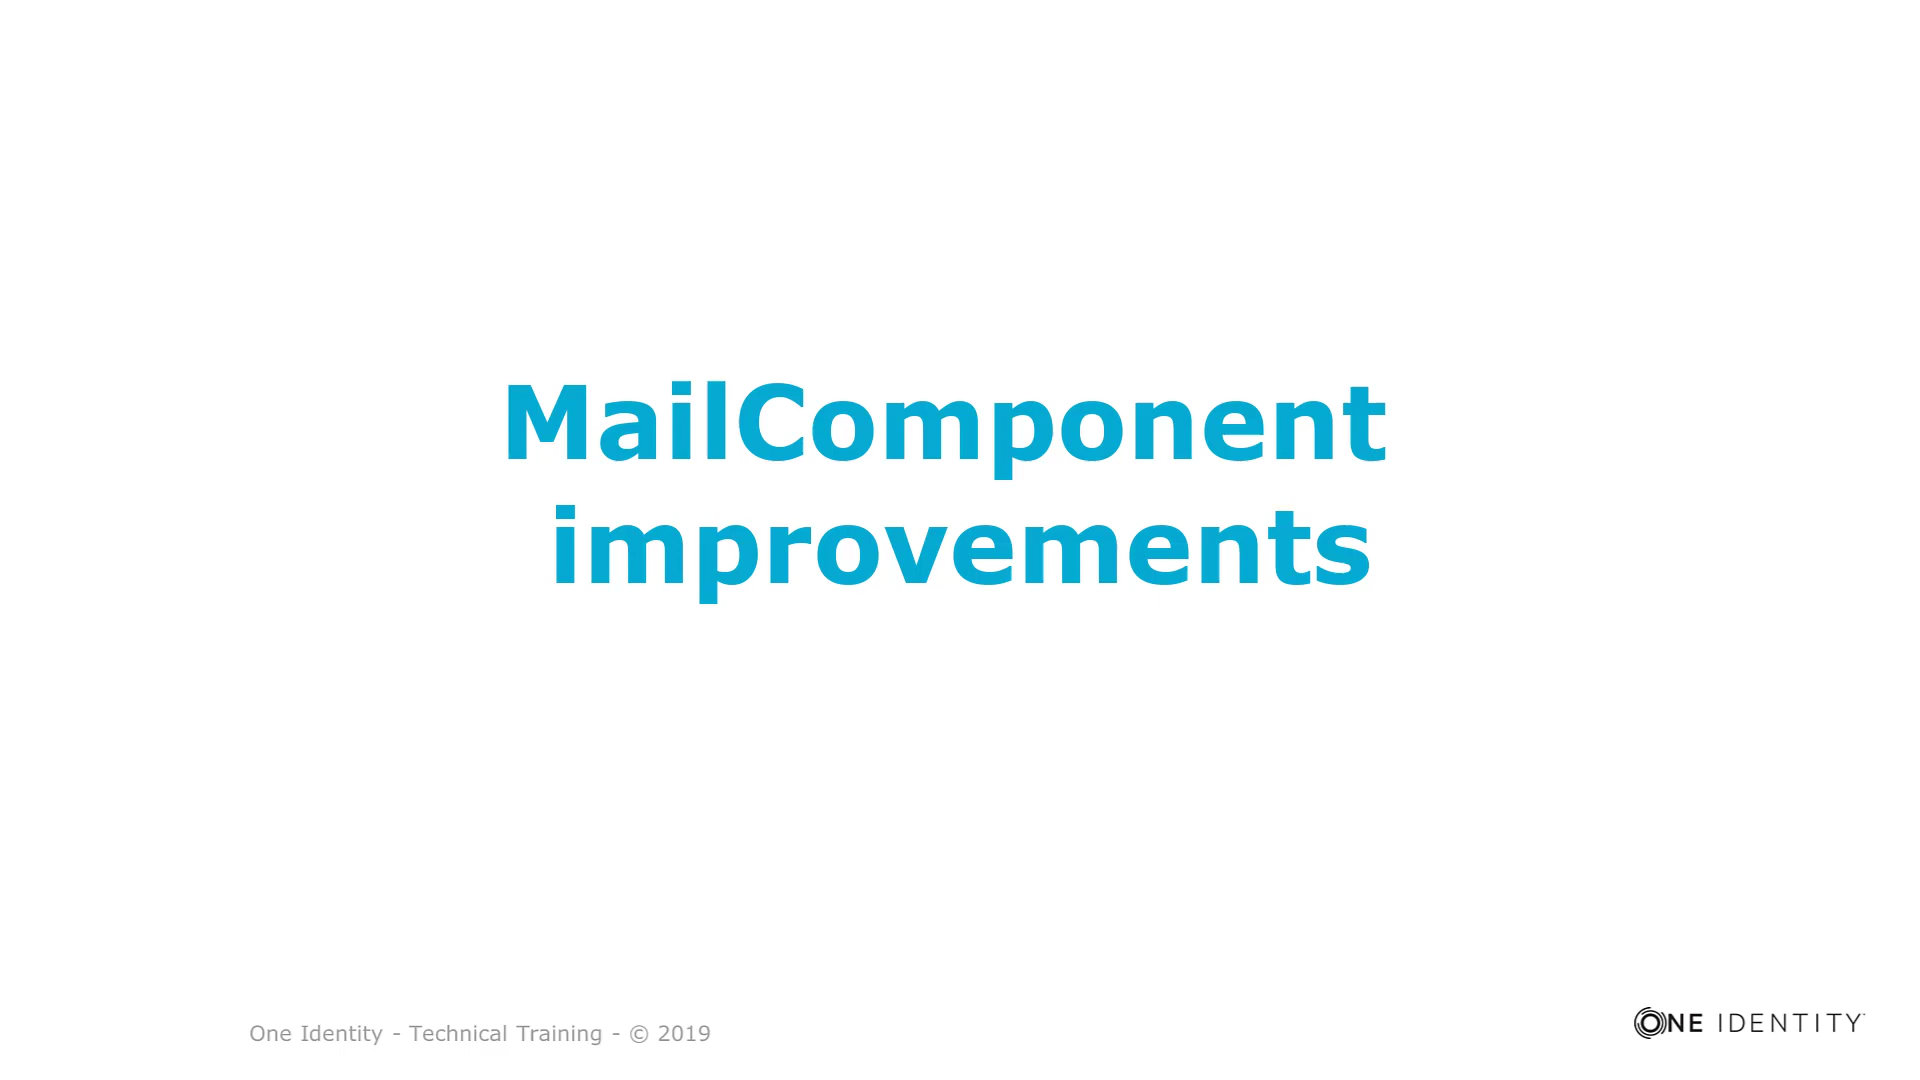 MailComponent
improvements
One Identity - Technical Training - © 2019
ONE IDENTITY